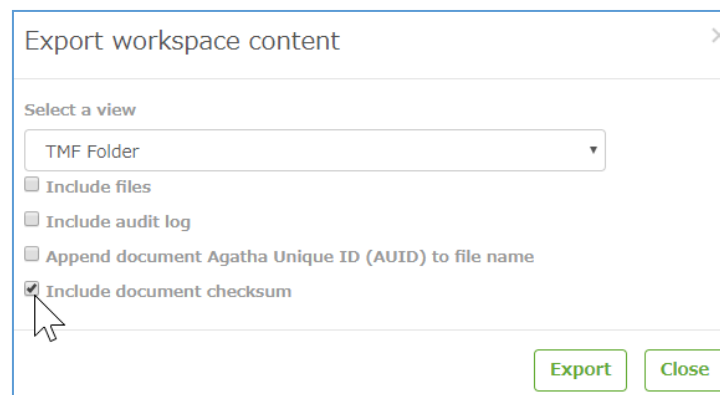 Export workspace content
Select a view
TMF Folder
Include files
Include audit log
Append document Agatha Unique ID (AUID) to file name
Include document checksum
Export Close